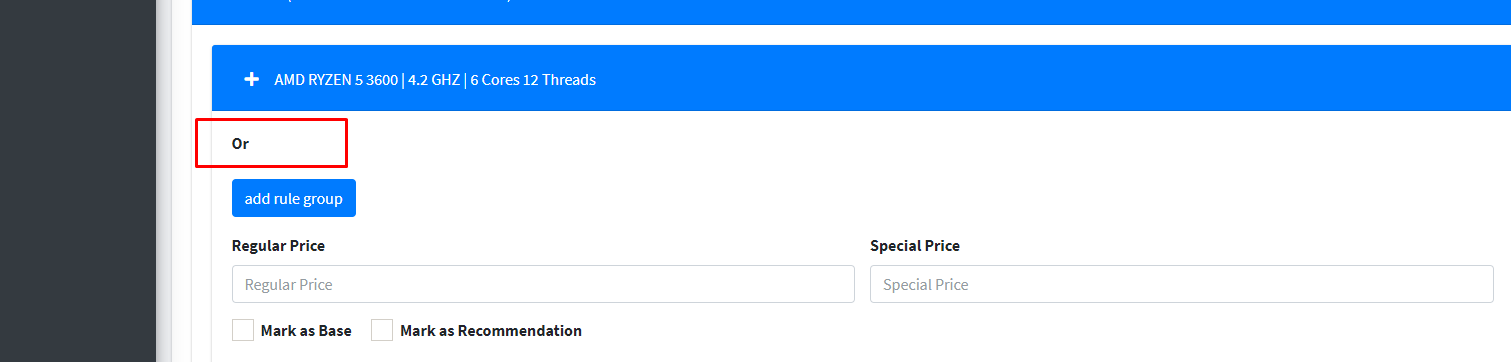 AMD RYZEN 5 3600 | 4.2 GHZ | 6 Cores 12 Threads
Or
add rule group
Regular Price
Special Price
Regular Price
Special Price
Mark as Base
Mark as Recommendation